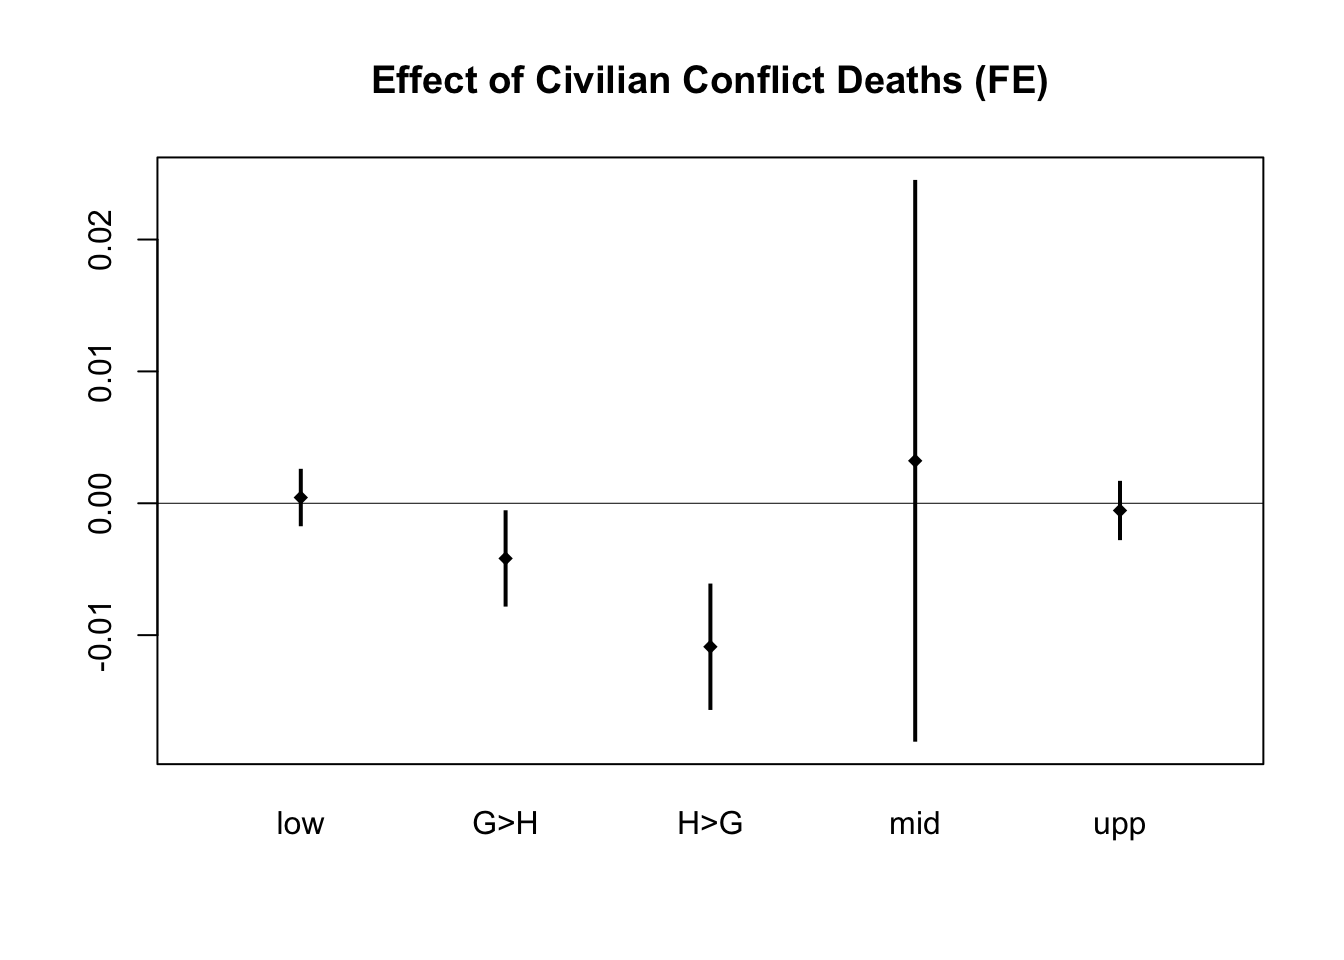 Effect of Civilian Conflict Deaths (FE)
0.02
0.01
0.00
-0.01
low G>H H>G mid upp